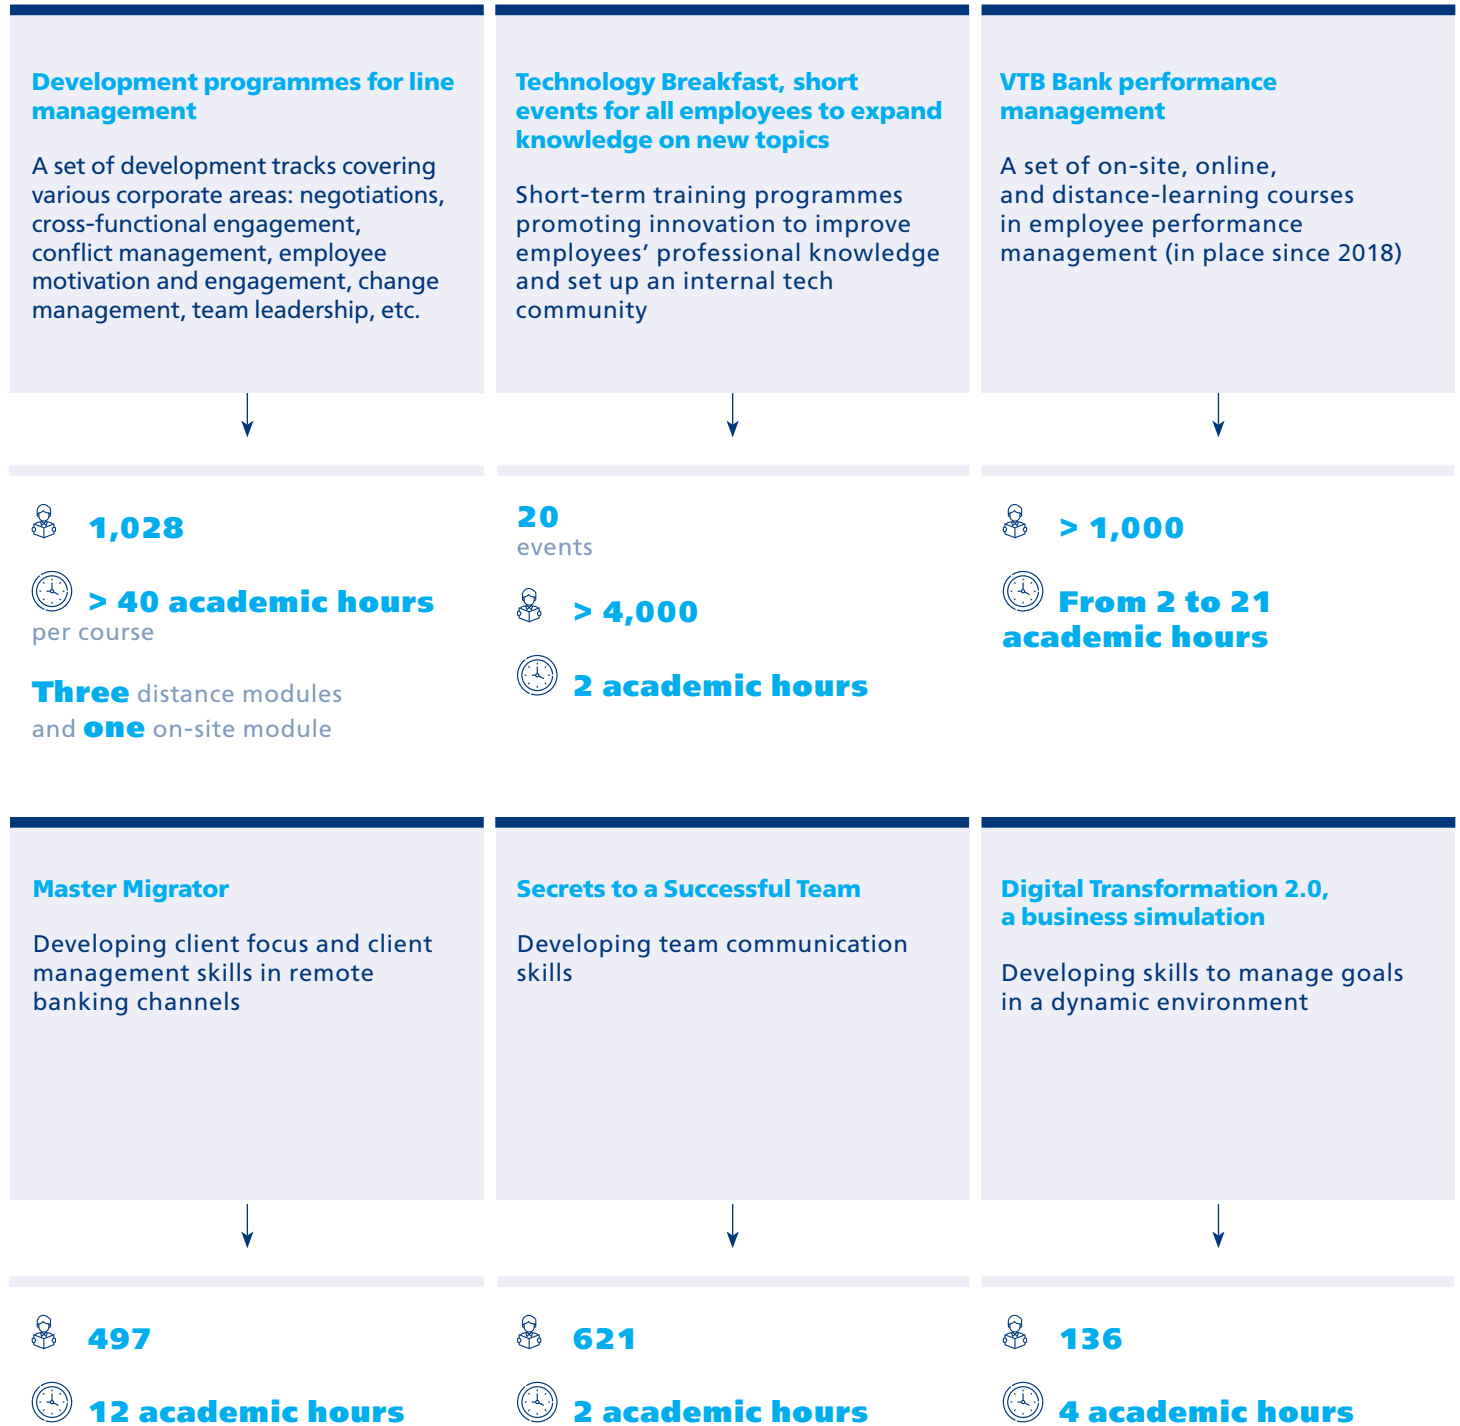 Development programmes for line
management
A set of development tracks covering
various corporate areas: negotiations,
cross-functional engagement,
conflict management, employee
motivation and engagement, change
management, team leadership, etc.
1,028
> 40 academic hours
per course
Three distance modules
and one on-site module
Technology Breakfast, short
events for all employees to expand
knowledge on new topics
Short-term training programmes
promoting innovation to improve
employees’ professional knowledge
and set up an internal tech
community
20
events
> 4,000
2 academic hours
VTB Bank performance
management
A set of on-site, online,
and distance-learning courses
in employee performance
management (in place since 2018)
> 1,000
From 2 to 21
academic hours
Master Migrator
Developing client focus and client
management skills in remote
banking channels
497
12 academic hours
Secrets to a Successful Team
Developing team communication
skills
621
2 academic hours
Digital Transformation 2.0,
a business simulation
Developing skills to manage goals
in a dynamic environment
136
4 academic hours